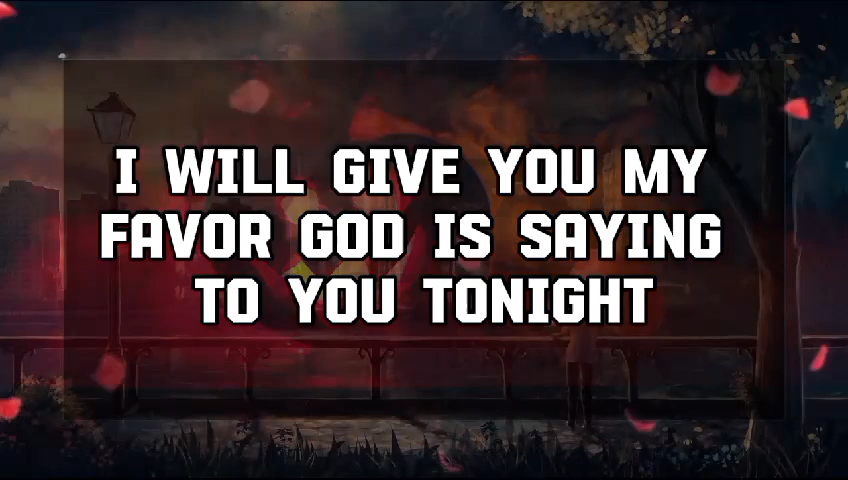 I WILL GIVE YOU MY
FAVOR GOD IS SAYING
TO YOU TONIGHT